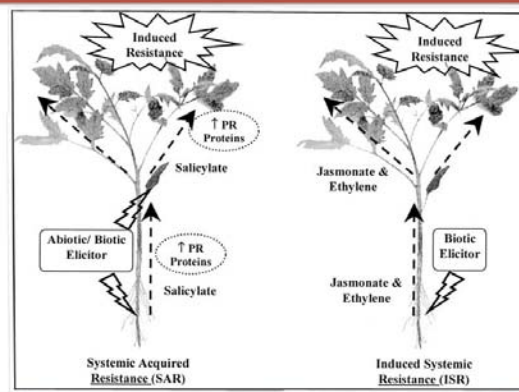 Induced
Resistance
↑ PR
Proteins
Salicylate
Abiotic/ Biotic
Elicitor
↑ PR
Proteins
Salicylate
Systemic Acquired
Resistance (SAR)
Induced
Resistance
Jasmonate &
Ethylene
Biotic
Elicitor
Jasmonate &
Ethylene
Induced Systemic
Resistance (ISR)